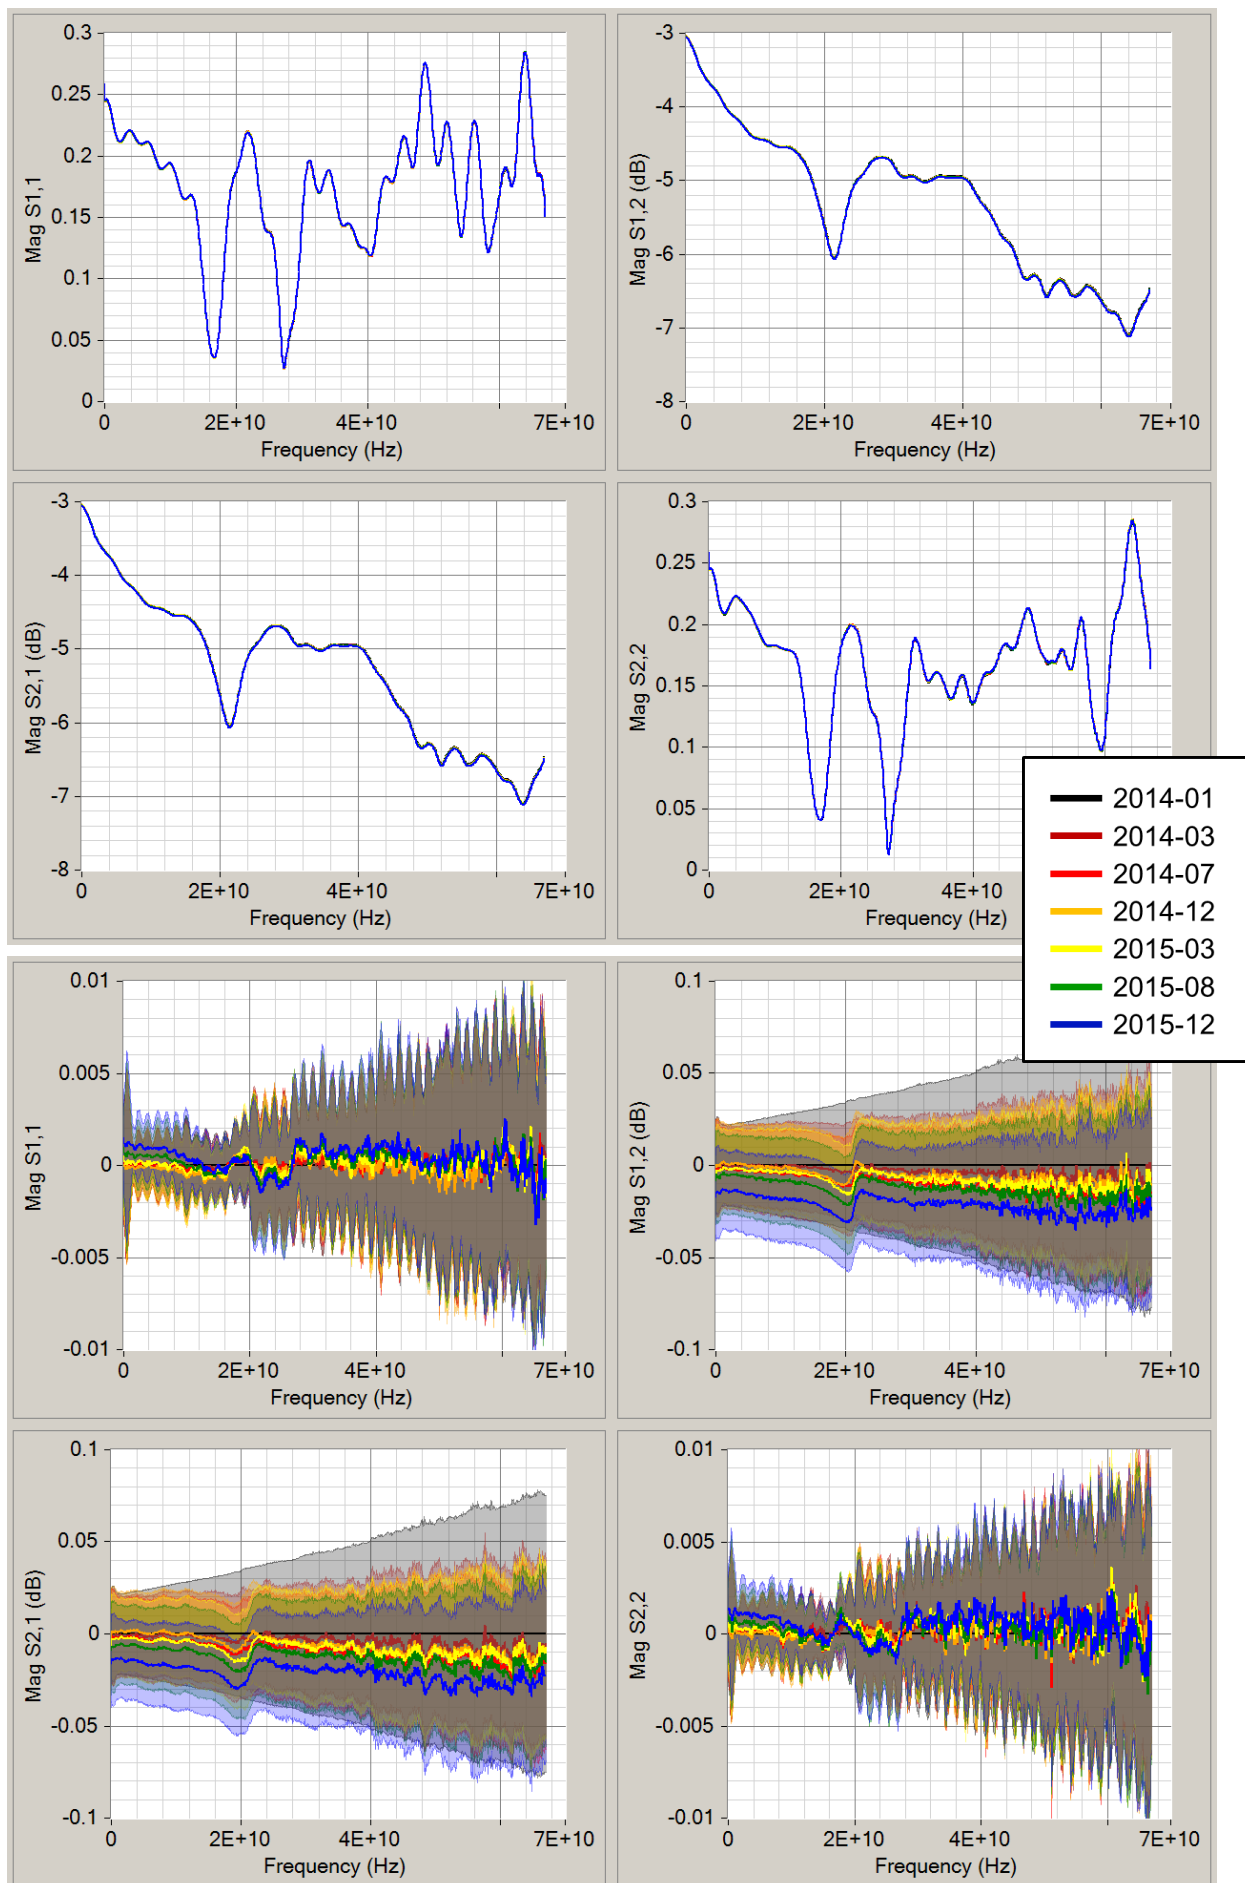 0.3
0.25
0.2
0.15
0.1
0.05
0
Mag S1,1
0 2E+10 4E+10 7E+10
Frequency (Hz)
-3
-4
-5
-6
-7
-8
Mag S1,2 (dB)
0 2E+10 4E+10 7E+10
Frequency (Hz)
-3
-4
-5
-6
-7
-8
Mag S2,1 (dB)
0 2E+10 4E+10 7E+10
Frequency (Hz)
0.3
0.25
0.2
0.15
0.1
0.05
0
Mag S2,2
0 2E+10
Frequency (Hz)
2014-01
2014-03
2014-07
2014-12
2015-03
2015-08
2015-12
0.01
0.005
0
-0.005
-0.01
Mag S1,1
0 2E+10 4E+10 7E+10
Frequency (Hz)
0.1
0.05
0
-0.05
-0.1
Mag S1,2 (dB)
0 2E+10 4E+10 7E+10
Frequency (Hz)
0.1
0.05
0
-0.05
-0.1
Mag S2,1 (dB)
0 2E+10 4E+10 7E+10
Frequency (Hz)
0.01
0.005
0
-0.005
-0.01
Mag S2,2
0 2E+10 4E+10 7E+10
Frequency (Hz)